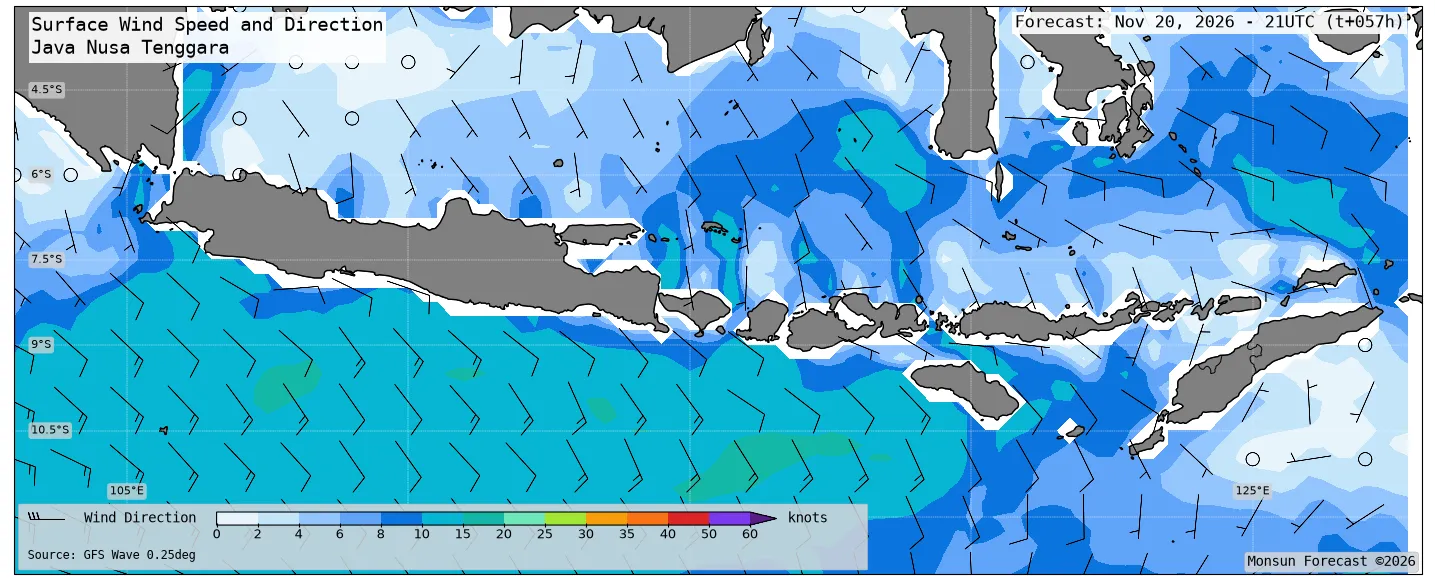 Surface Wind Speed and Direction
Java Nusa Tenggara
Forecast: Nov 20, 2026 - 21UTC (t+057h)
4.5°S
6°S
7.5°S
9°S
10.5°S
105°E
125°E
Wind Direction
0 2 4 6 8 10 15 20 25 30 35 40 50 60
knots
Source: GFS Wave 0.25deg
Monsun Forecast ©2026